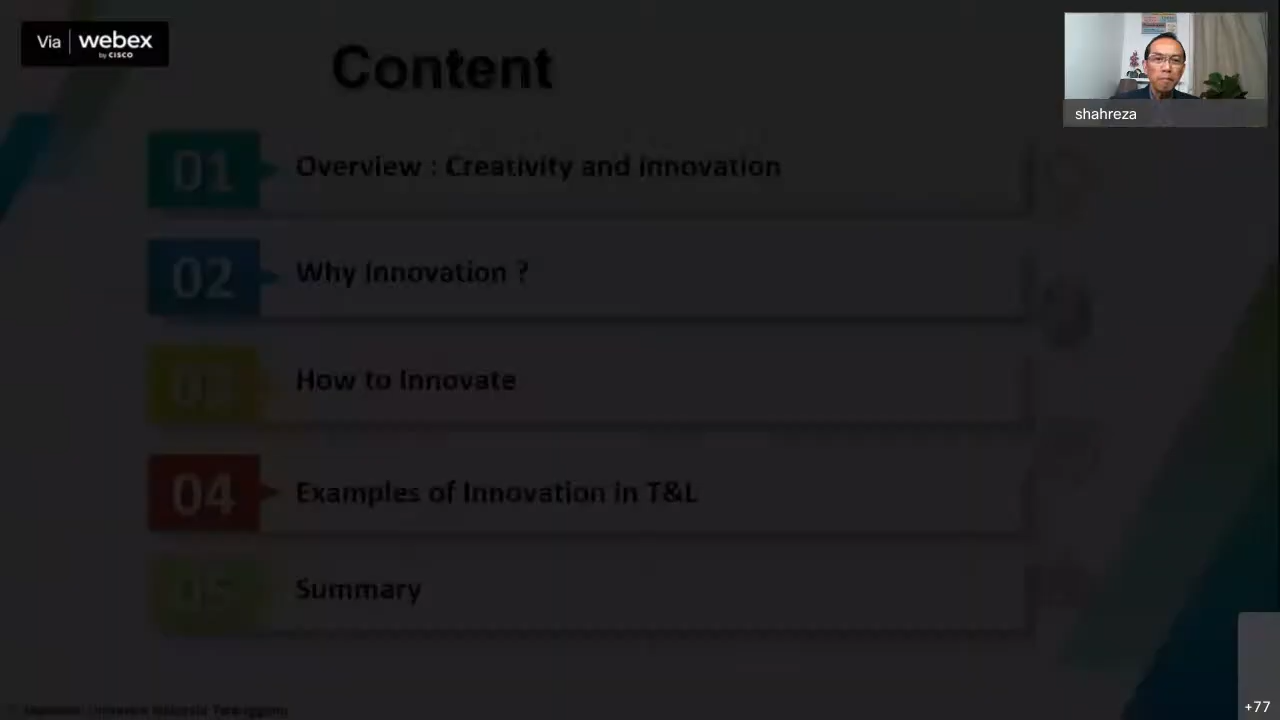 Via webex
by CISCO
Content
shahreza
01 Overview : Creativity and Innovation
02 Why Innovation ?
03 How to Innovate
04 Examples of Innovation in T&L
05 Summary
+77